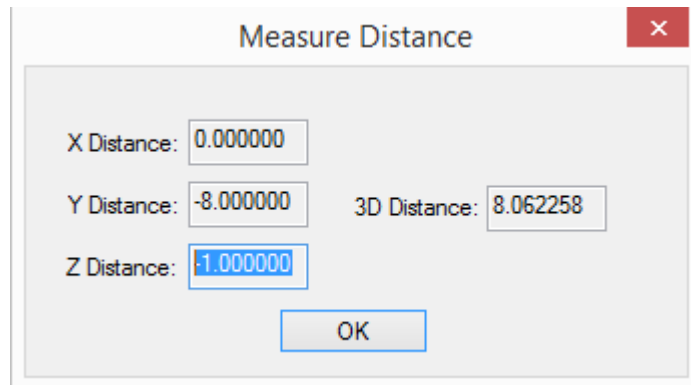 Measure Distance
X Distance: 0.000000
Y Distance: -8.000000 3D Distance: 8.062258
Z Distance: -1.000000
OK